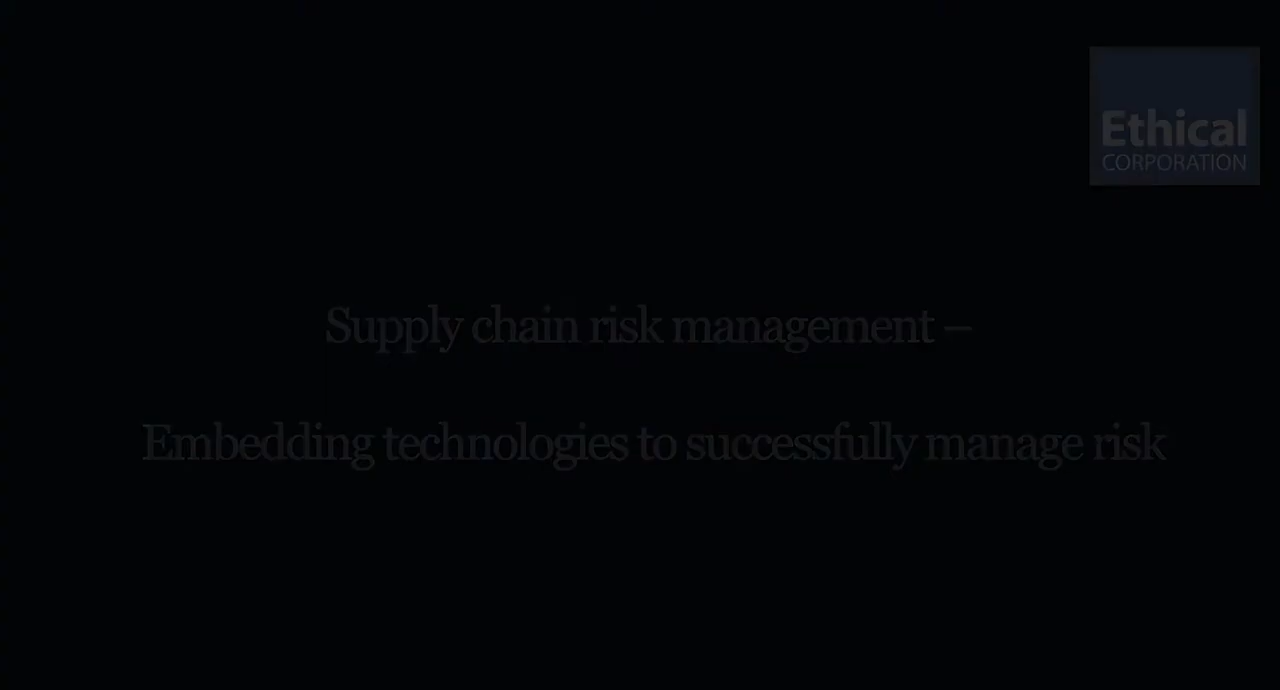 Ethical
CORPORATION
Supply chain risk management –
Embedding technologies to successfully manage risk